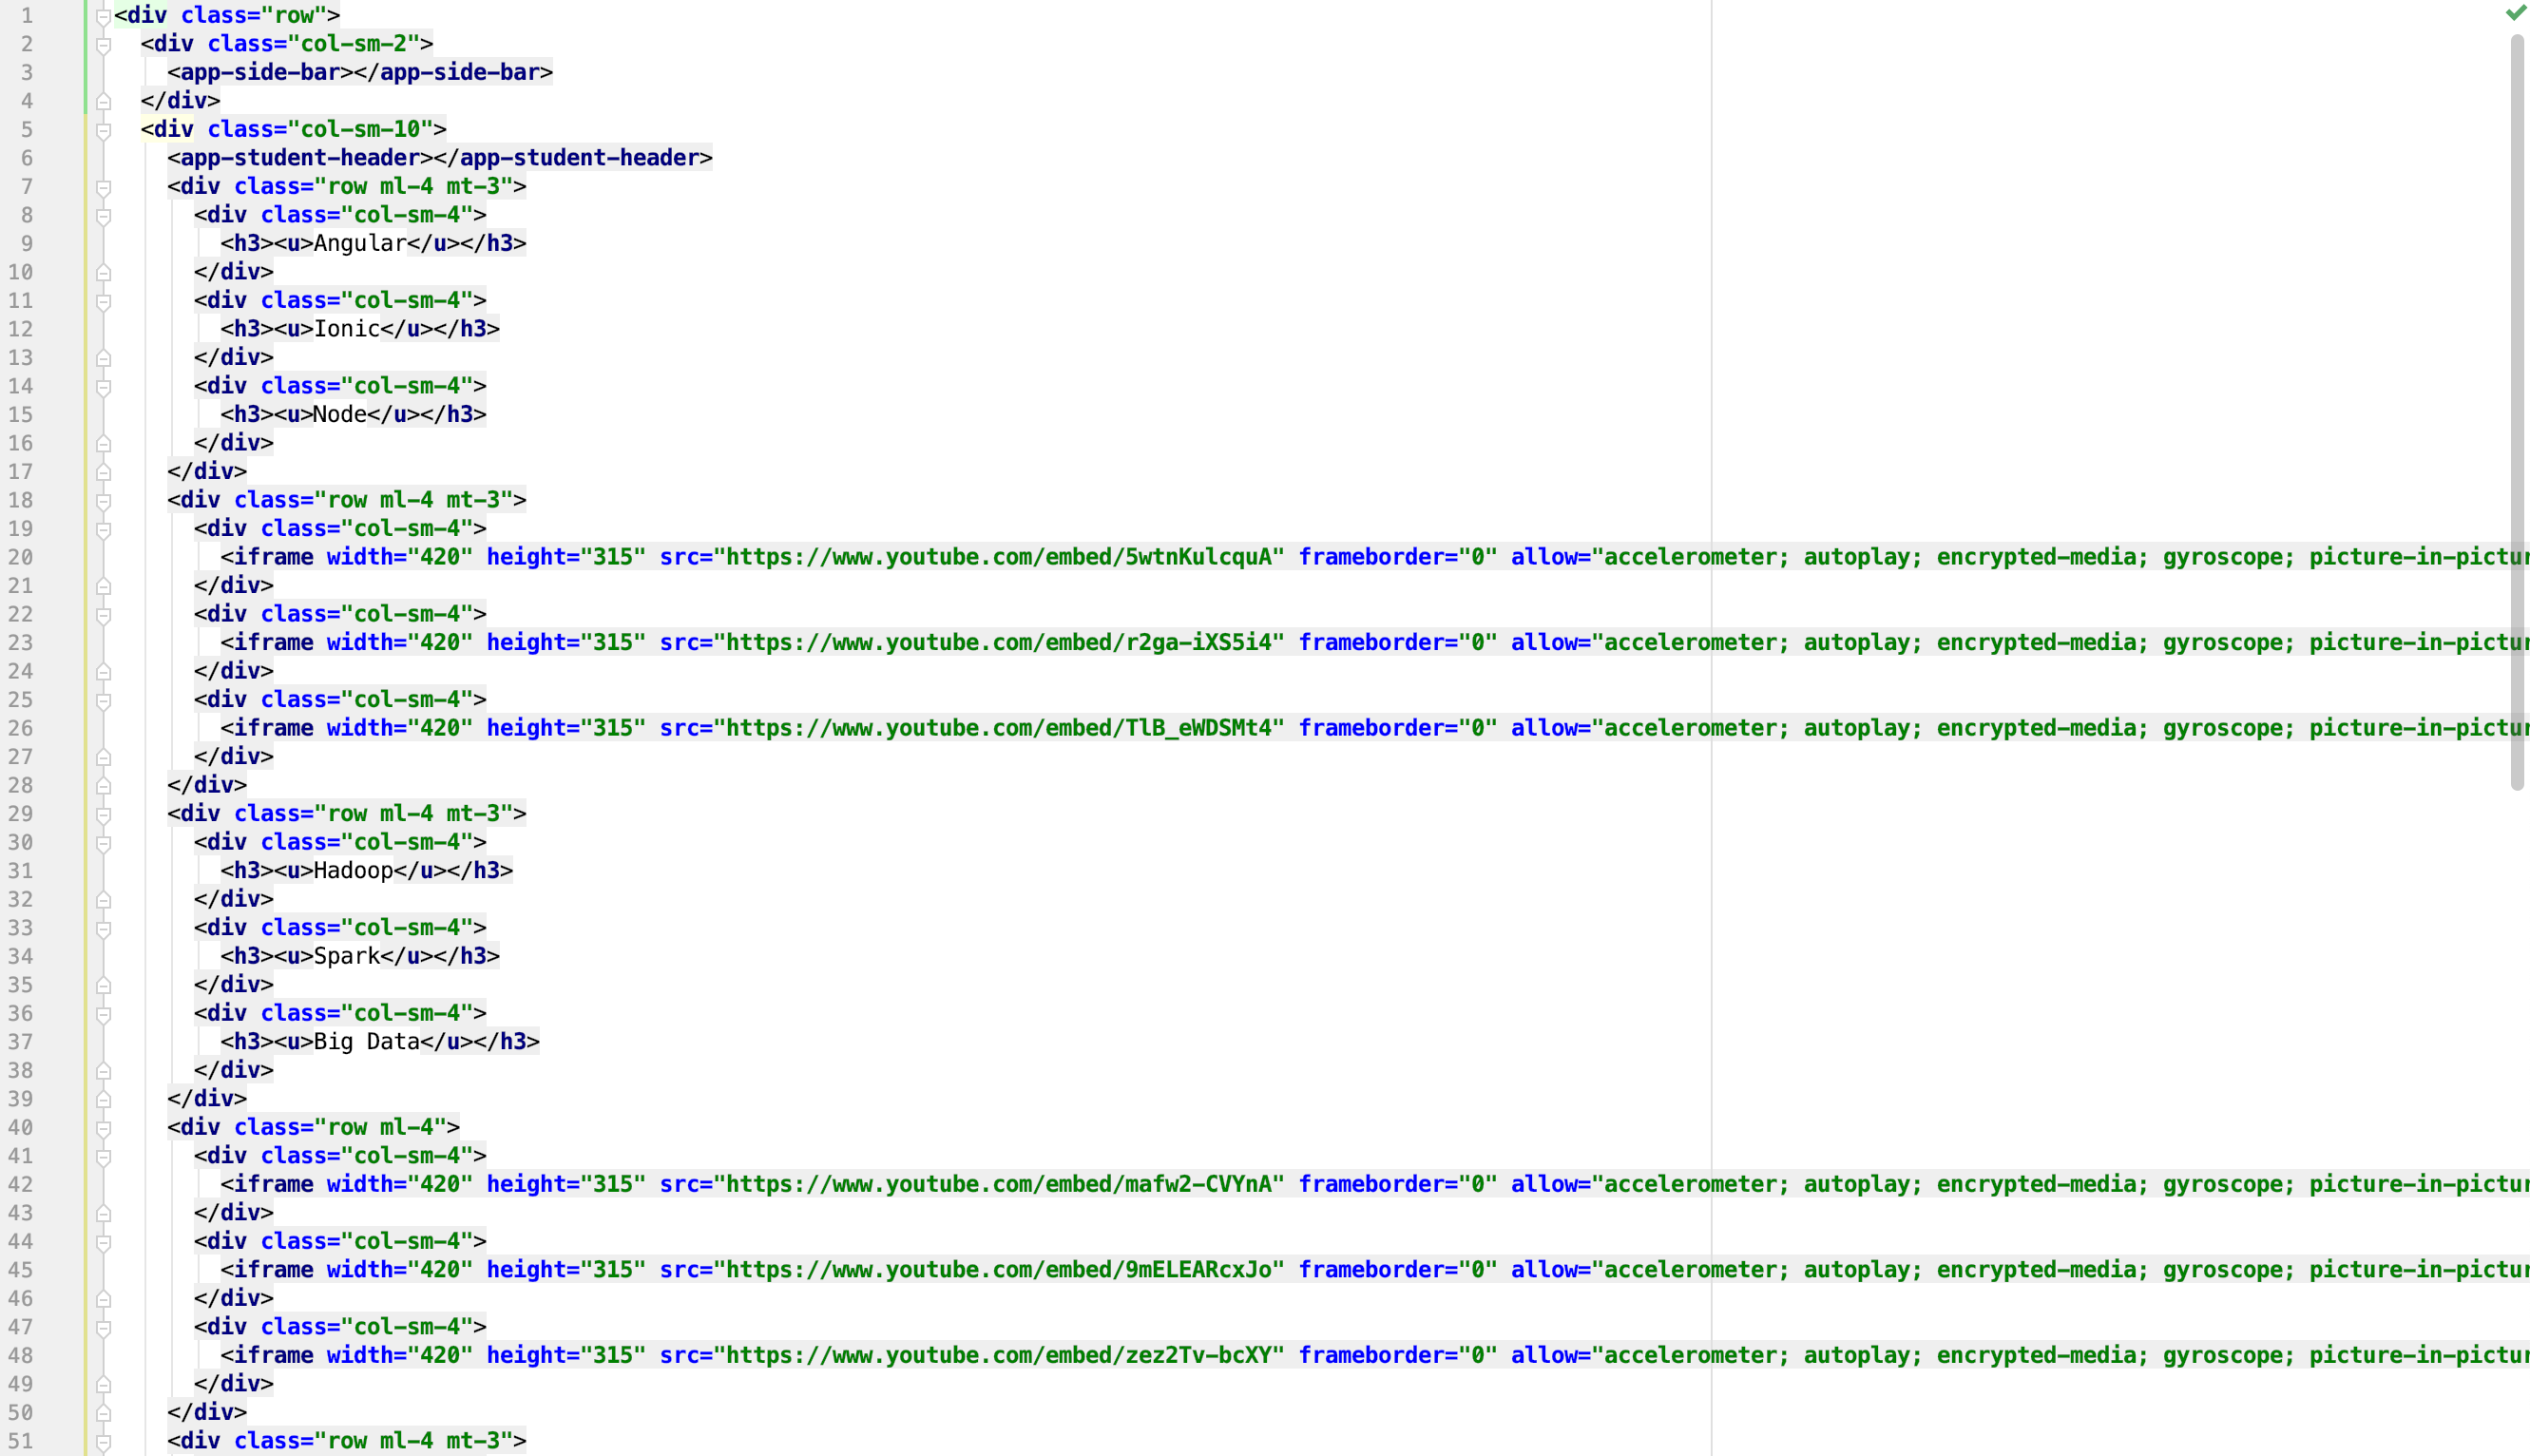 1 <div class="row">
2 <div class="col-sm-2">
3 <app-side-bar></app-side-bar>
4 </div>
5 <div class="col-sm-10">
6 <app-student-header></app-student-header>
7 <div class="row ml-4 mt-3">
8 <div class="col-sm-4">
9 <h3><u>Angular</u></h3>
10 </div>
11 <div class="col-sm-4">
12 <h3><u>Ionic</u></h3>
13 </div>
14 <div class="col-sm-4">
15 <h3><u>Node</u></h3>
16 </div>
17 </div>
18 <div class="row ml-4 mt-3">
19 <div class="col-sm-4">
20 <iframe width="420" height="315" src="https://www.youtube.com/embed/5wtnKulcquA" frameborder="0" allow="accelerometer; autoplay; encrypted-media; gyroscope; picture-in-pictur
21 </div>
22 <div class="col-sm-4">
23 <iframe width="420" height="315" src="https://www.youtube.com/embed/r2ga-iXS5i4" frameborder="0" allow="accelerometer; autoplay; encrypted-media; gyroscope; picture-in-pictur
24 </div>
25 <div class="col-sm-4">
26 <iframe width="420" height="315" src="https://www.youtube.com/embed/TlB_eWDSMt4" frameborder="0" allow="accelerometer; autoplay; encrypted-media; gyroscope; picture-in-pictur
27 </div>
28 </div>
29 <div class="row ml-4 mt-3">
30 <div class="col-sm-4">
31 <h3><u>Hadoop</u></h3>
32 </div>
33 <div class="col-sm-4">
34 <h3><u>Spark</u></h3>
35 </div>
36 <div class="col-sm-4">
37 <h3><u>Big Data</u></h3>
38 </div>
39 </div>
40 <div class="row ml-4">
41 <div class="col-sm-4">
42 <iframe width="420" height="315" src="https://www.youtube.com/embed/mafw2-CVYnA" frameborder="0" allow="accelerometer; autoplay; encrypted-media; gyroscope; picture-in-pictur
43 </div>
44 <div class="col-sm-4">
45 <iframe width="420" height="315" src="https://www.youtube.com/embed/9mELEARcxJo" frameborder="0" allow="accelerometer; autoplay; encrypted-media; gyroscope; picture-in-pictur
46 </div>
47 <div class="col-sm-4">
48 <iframe width="420" height="315" src="https://www.youtube.com/embed/zez2Tv-bcXY" frameborder="0" allow="accelerometer; autoplay; encrypted-media; gyroscope; picture-in-pictur
49 </div>
50 </div>
51 <div class="row ml-4 mt-3">